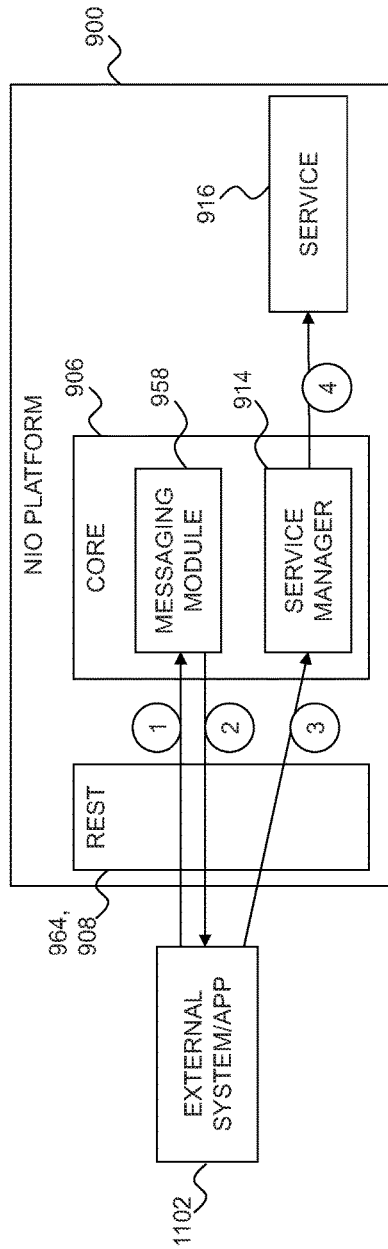 NIO PLATFORM
900
CORE
906
MESSAGING
MODULE
958
SERVICE
MANAGER
914
SERVICE
916
REST
964,
908
EXTERNAL
SYSTEM/APP
1102
1
2
3
4